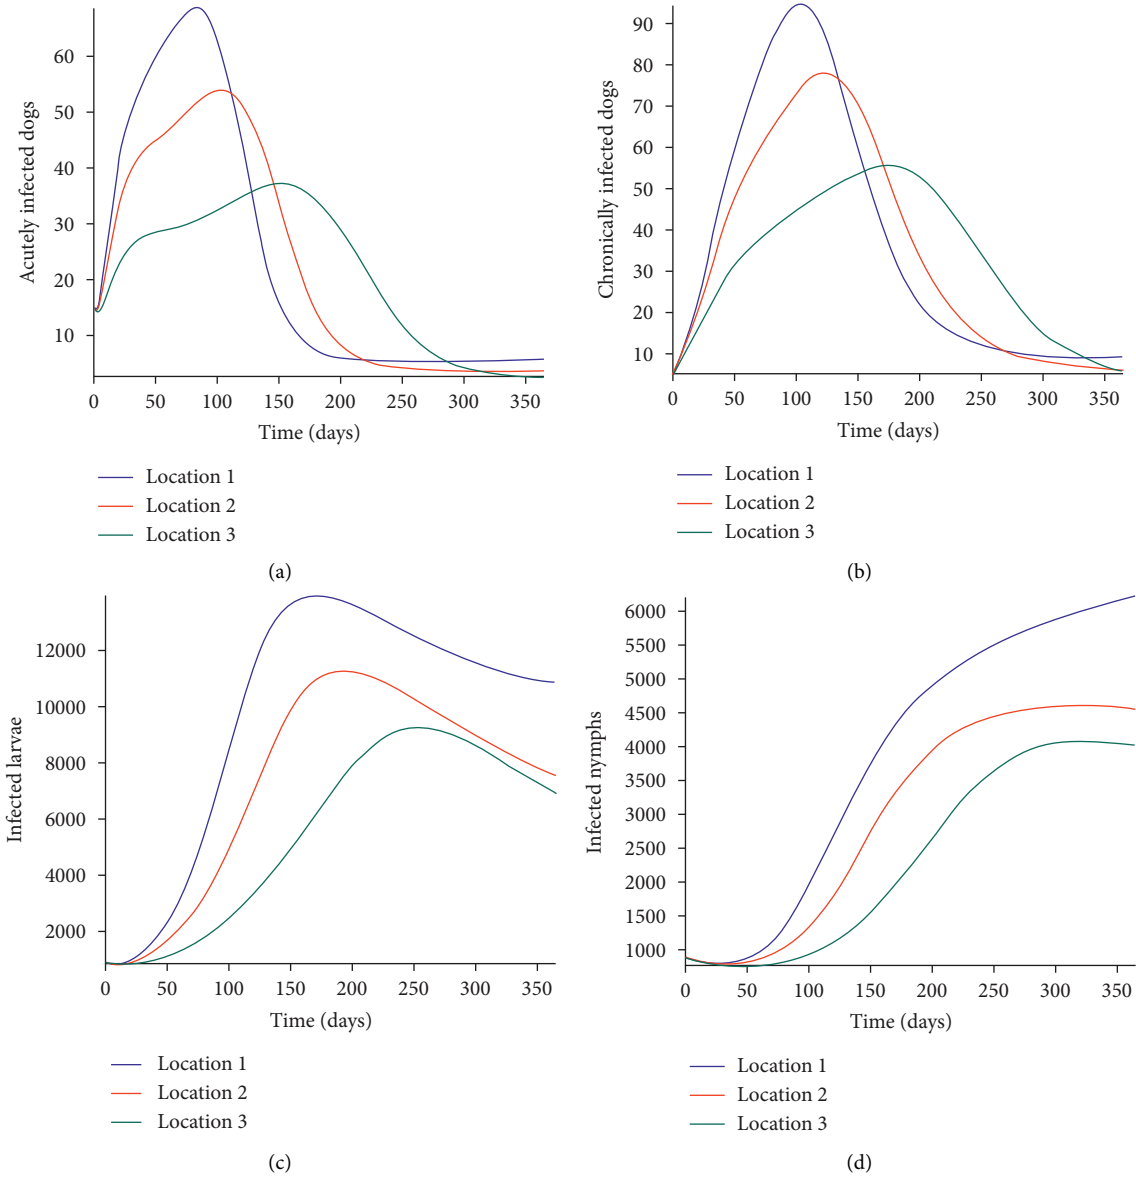 Acutely infected dogs
60
50
40
30
20
10
0 50 100 150 200 250 300 350
Time (days)
Location 1
Location 2
Location 3
(a)
Chronically infected dogs
90
80
70
60
50
40
30
20
10
0 50 100 150 200 250 300 350
Time (days)
Location 1
Location 2
Location 3
(b)
Infected larvae
12000
10000
8000
6000
4000
2000
0 50 100 150 200 250 300 350
Time (days)
Location 1
Location 2
Location 3
(c)
Infected nymphs
6000
5500
5000
4500
4000
3500
3000
2500
2000
1500
1000
0 50 100 150 200 250 300 350
Time (days)
Location 1
Location 2
Location 3
(d)